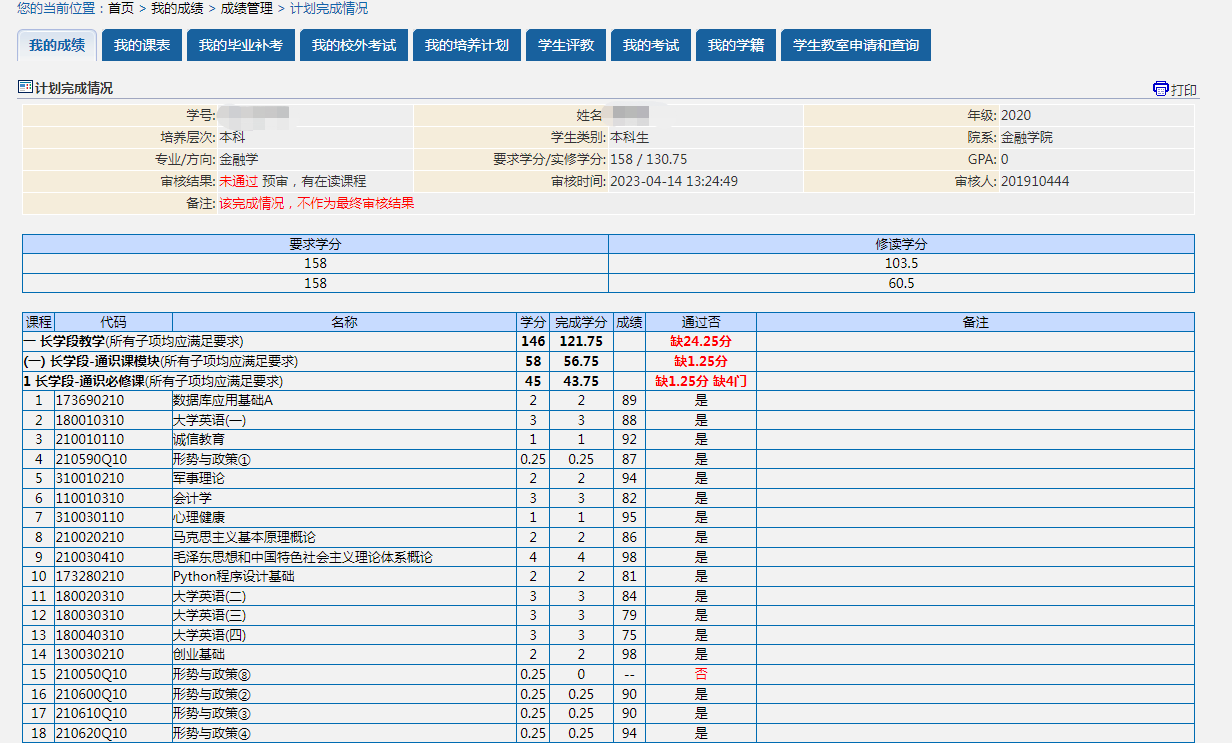 您的当前位置：首页 > 我的成绩 > 成绩管理 > 计划完成情况
我的成绩 我的课表 我的毕业补考 我的校外考试 我的培养计划 学生评教 我的考试 我的学籍 学生教室申请和查询
计划完成情况 打印
学号: 姓名 年级: 2020
培养层次: 本科 学生类别: 本科生 院系: 金融学院
专业/方向: 金融学 要求学分/实修学分: 158 / 130.75 GPA: 0
审核结果: 未通过 预审，有在读课程 审核时间: 2023-04-14 13:24:49 审核人: 201910444
备注: 该完成情况，不作为最终审核结果
要求学分 修读学分
158 103.5
158 60.5
课程 代码 名称 学分 完成学分 成绩 通过否 备注
一 长学段教学(所有子项均应满足要求) 146 121.75 缺24.25分
(一) 长学段-通识课模块(所有子项均应满足要求) 58 56.75 缺1.25分
1 长学段-通识必修课(所有子项均应满足要求) 45 43.75 缺1.25分 缺4门
1 173690210 数据库应用基础A 2 2 89 是
2 180010310 大学英语(一) 3 3 88 是
3 210010110 诚信教育 1 1 92 是
4 210590Q10 形势与政策① 0.25 0.25 87 是
5 310010210 军事理论 2 2 94 是
6 110010310 会计学 3 3 82 是
7 310030110 心理健康 1 1 95 是
8 210020210 马克思主义基本原理概论 2 2 86 是
9 210030410 毛泽东思想和中国特色社会主义理论体系概论 4 4 98 是
10 173280210 Python程序设计基础 2 2 81 是
11 180020310 大学英语(二) 3 3 84 是
12 180030310 大学英语(三) 3 3 79 是
13 180040310 大学英语(四) 3 3 75 是
14 130030210 创业基础 2 2 98 是
15 210050Q10 形势与政策⑧ 0.25 0 -- 否
16 210600Q10 形势与政策② 0.25 0.25 90 是
17 210610Q10 形势与政策③ 0.25 0.25 90 是
18 210620Q10 形势与政策④ 0.25 0.25 94 是